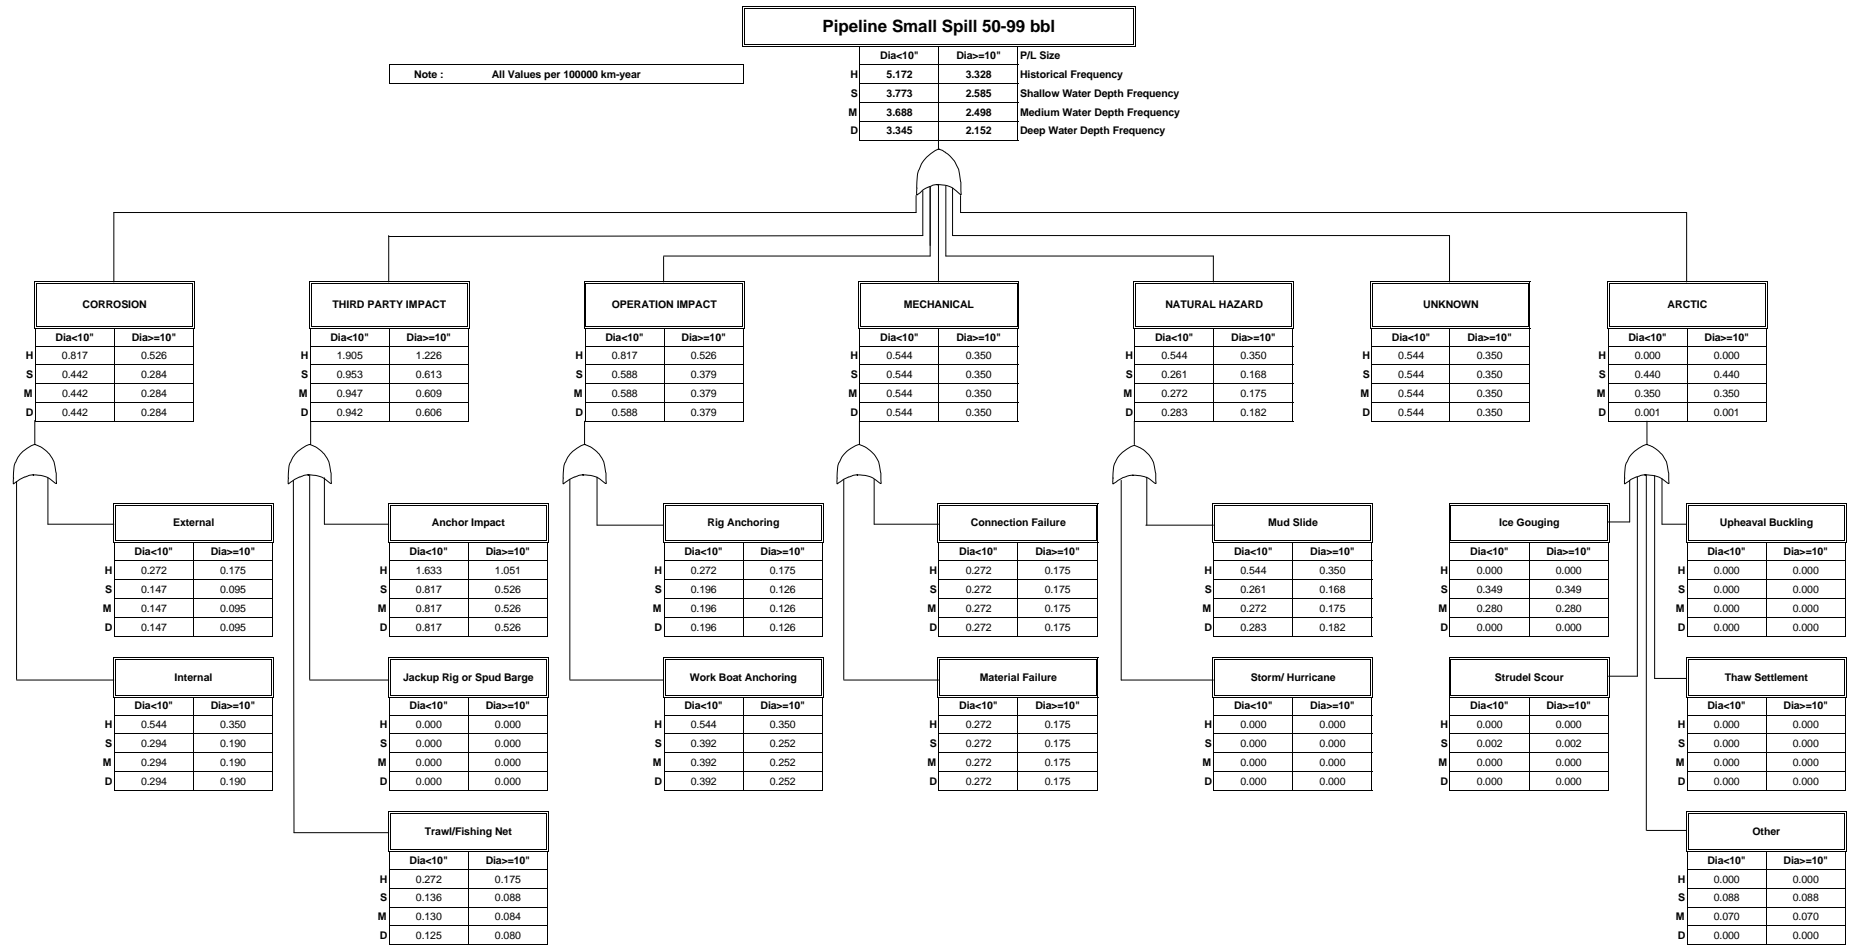 Pipeline Small Spill 50-99 bbl
Dia<10" Dia>=10" P/L Size
Note : All Values per 100000 km-year
H 5.172 3.328 Historical Frequency
S 3.773 2.585 Shallow Water Depth Frequency
M 3.688 2.498 Medium Water Depth Frequency
D 3.345 2.152 Deep Water Depth Frequency
CORROSION
Dia<10" Dia>=10"
H 0.817 0.526
S 0.442 0.284
M 0.442 0.284
D 0.442 0.284
THIRD PARTY IMPACT
Dia<10" Dia>=10"
H 1.905 1.226
S 0.953 0.613
M 0.947 0.609
D 0.942 0.606
OPERATION IMPACT
Dia<10" Dia>=10"
H 0.817 0.526
S 0.588 0.379
M 0.588 0.379
D 0.588 0.379
MECHANICAL
Dia<10" Dia>=10"
H 0.544 0.350
S 0.544 0.350
M 0.544 0.350
D 0.544 0.350
NATURAL HAZARD
Dia<10" Dia>=10"
H 0.544 0.350
S 0.261 0.168
M 0.272 0.175
D 0.283 0.182
UNKNOWN
Dia<10" Dia>=10"
H 0.544 0.350
S 0.544 0.350
M 0.544 0.350
D 0.544 0.350
ARCTIC
Dia<10" Dia>=10"
H 0.000 0.000
S 0.440 0.440
M 0.350 0.350
D 0.001 0.001
External
Dia<10" Dia>=10"
H 0.272 0.175
S 0.147 0.095
M 0.147 0.095
D 0.147 0.095
Anchor Impact
Dia<10" Dia>=10"
H 1.633 1.051
S 0.817 0.526
M 0.817 0.526
D 0.817 0.526
Rig Anchoring
Dia<10" Dia>=10"
H 0.272 0.175
S 0.196 0.126
M 0.196 0.126
D 0.196 0.126
Connection Failure
Dia<10" Dia>=10"
H 0.272 0.175
S 0.272 0.175
M 0.272 0.175
D 0.272 0.175
Mud Slide
Dia<10" Dia>=10"
H 0.544 0.350
S 0.261 0.168
M 0.272 0.175
D 0.283 0.182
Ice Gouging
Dia<10" Dia>=10"
H 0.000 0.000
S 0.349 0.349
M 0.280 0.280
D 0.000 0.000
Upheaval Buckling
Dia<10" Dia>=10"
H 0.000 0.000
S 0.000 0.000
M 0.000 0.000
D 0.000 0.000
Internal
Dia<10" Dia>=10"
H 0.544 0.350
S 0.294 0.190
M 0.294 0.190
D 0.294 0.190
Jackup Rig or Spud Barge
Dia<10" Dia>=10"
H 0.000 0.000
S 0.000 0.000
M 0.000 0.000
D 0.000 0.000
Work Boat Anchoring
Dia<10" Dia>=10"
H 0.544 0.350
S 0.392 0.252
M 0.392 0.252
D 0.392 0.252
Material Failure
Dia<10" Dia>=10"
H 0.272 0.175
S 0.272 0.175
M 0.272 0.175
D 0.272 0.175
Storm/ Hurricane
Dia<10" Dia>=10"
H 0.000 0.000
S 0.000 0.000
M 0.000 0.000
D 0.000 0.000
Strudel Scour
Dia<10" Dia>=10"
H 0.000 0.000
S 0.002 0.002
M 0.000 0.000
D 0.000 0.000
Thaw Settlement
Dia<10" Dia>=10"
H 0.000 0.000
S 0.000 0.000
M 0.000 0.000
D 0.000 0.000
Trawl/Fishing Net
Dia<10" Dia>=10"
H 0.272 0.175
S 0.136 0.088
M 0.130 0.084
D 0.125 0.080
Other
Dia<10" Dia>=10"
H 0.000 0.000
S 0.088 0.088
M 0.070 0.070
D 0.000 0.000